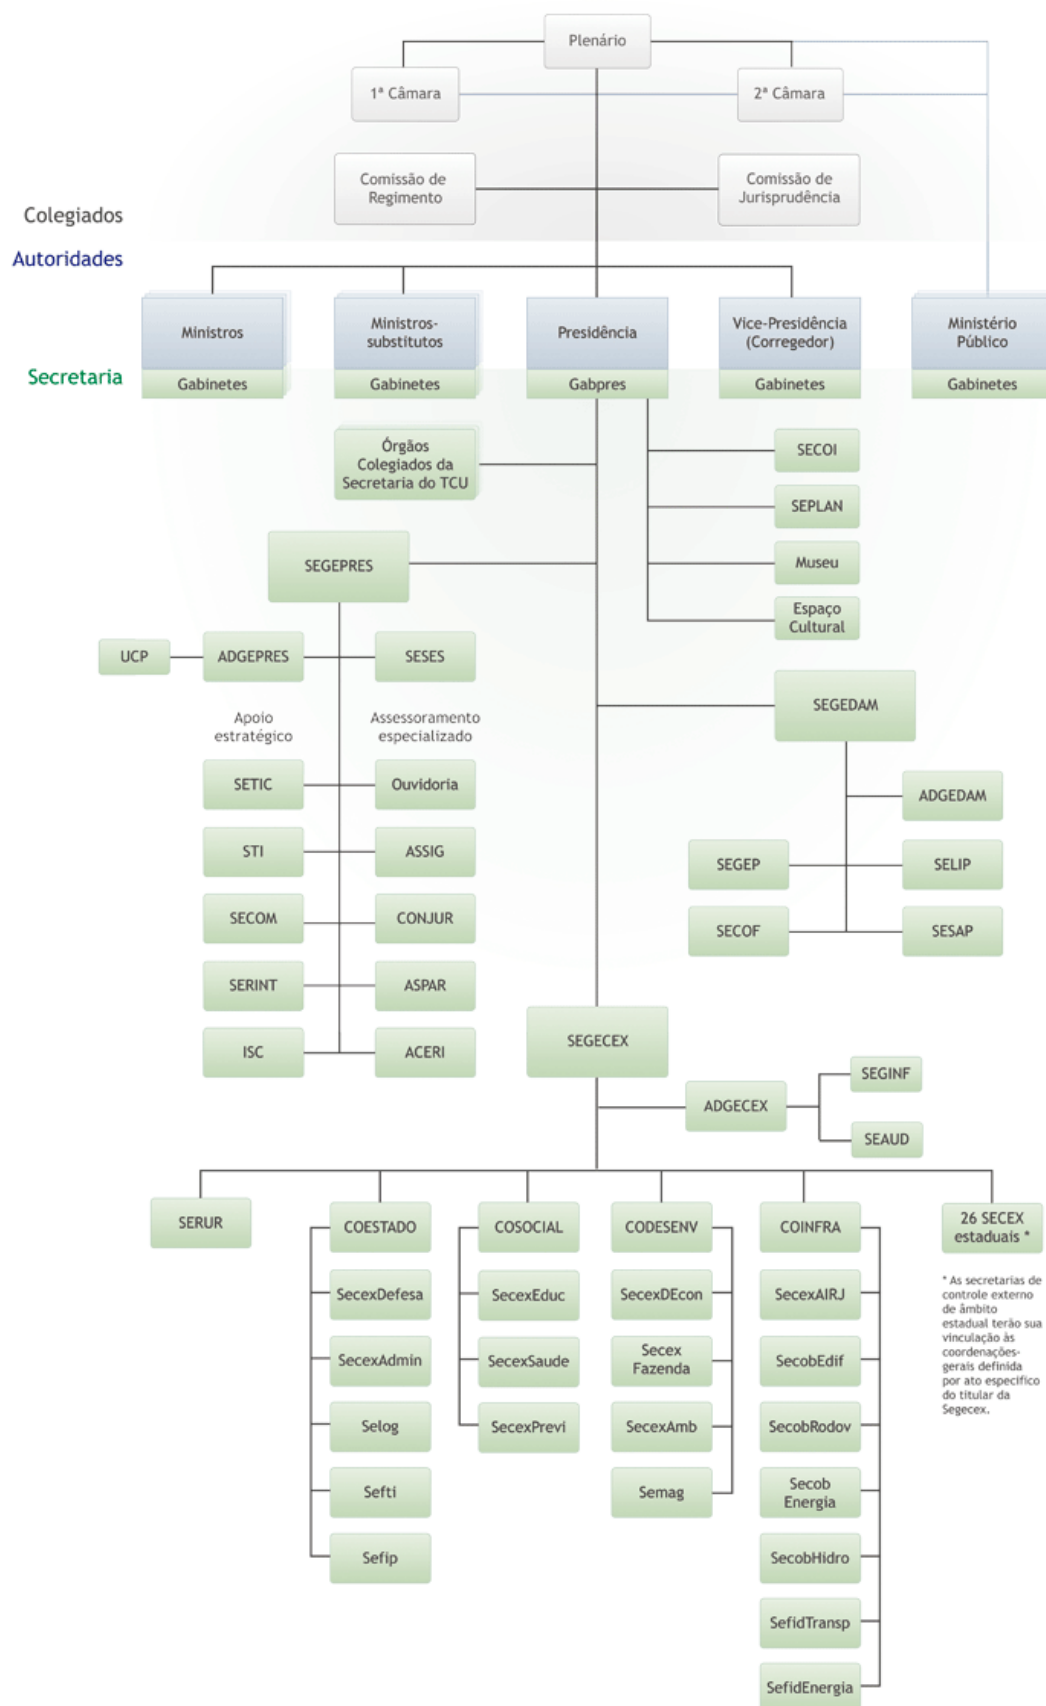 Plenário
1ª Câmara
2ª Câmara
Comissão de
Regimento
Comissão de
Jurisprudência
Colegiados
Autoridades
Ministros
Ministros-
substitutos
Presidência
Vice-Presidência
(Corregedor)
Ministério
Público
Secretaria
Gabinetes
Gabinetes
Gabpres
Gabinetes
Gabinetes
Órgãos
Colegiados da
Secretaria do TCU
SECOI
SEPLAN
Museu
Espaço
Cultural
SEGEPRES
UCP
ADGEPRES
SESES
SEGEDAM
Apoio
estratégico
Assessoramento
especializado
SETIC
Ouvidoria
ADGEDAM
STI
ASSIG
SEGEP
SELIP
SECOM
CONJUR
SECOF
SESAP
SERINT
ASPAR
ISC
ACERI
SEGECEX
SEGINF
ADGECEX
SEAUD
SERUR
COESTADO
COSOCIAL
CODESENV
COINFRA
26 SECEX
estaduais *
SecexDefesa
SecexEduc
SecexDEcon
SecexAIRJ
* As secretarias de
controle externo
de âmbito
estadual terão sua
vinculação às
coordenações-
gerais definida
por ato específico
do titular da
Segecex.
SecexAdmin
SecexSaude
Secex
Fazenda
SecobEdif
Selog
SecexPrevi
SecexAmb
SecobRodov
Sefti
Semag
Secob
Energia
Sefip
SecobHidro
SefidTransp
SefidEnergia